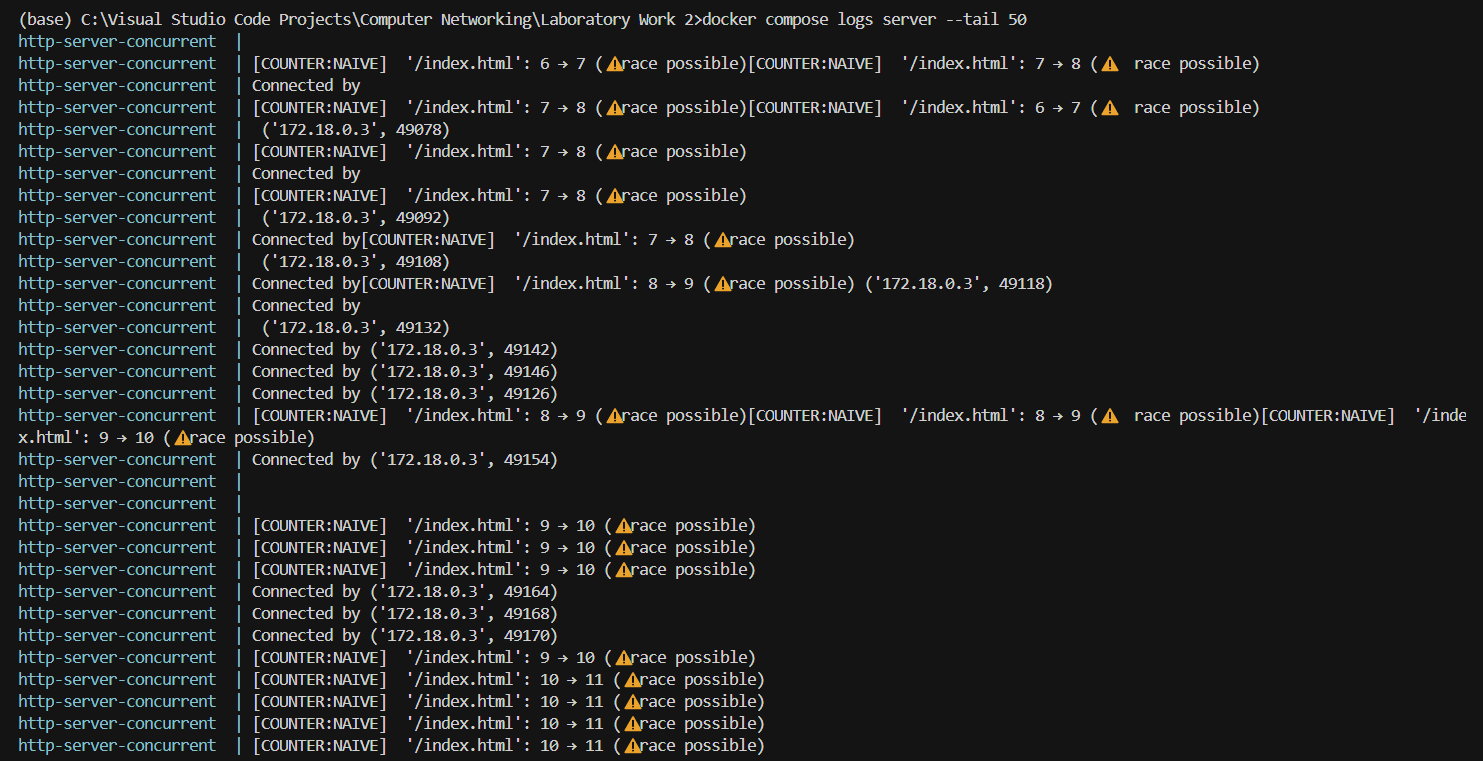 (base) C:\Visual Studio Code Projects\Computer Networking\Laboratory Work 2>docker compose logs server --tail 50
http-server-concurrent  |
http-server-concurrent  | [COUNTER:NAIVE]  '/index.html': 6 → 7 (⚠️race possible)[COUNTER:NAIVE]  '/index.html': 7 → 8 (⚠️  race possible)
http-server-concurrent  | Connected by
http-server-concurrent  | [COUNTER:NAIVE]  '/index.html': 7 → 8 (⚠️race possible)[COUNTER:NAIVE]  '/index.html': 6 → 7 (⚠️  race possible)
http-server-concurrent  |  ('172.18.0.3', 49078)
http-server-concurrent  | [COUNTER:NAIVE]  '/index.html': 7 → 8 (⚠️race possible)
http-server-concurrent  | Connected by
http-server-concurrent  | [COUNTER:NAIVE]  '/index.html': 7 → 8 (⚠️race possible)
http-server-concurrent  |  ('172.18.0.3', 49092)
http-server-concurrent  | Connected by[COUNTER:NAIVE]  '/index.html': 7 → 8 (⚠️race possible)
http-server-concurrent  |  ('172.18.0.3', 49108)
http-server-concurrent  | Connected by[COUNTER:NAIVE]  '/index.html': 8 → 9 (⚠️race possible) ('172.18.0.3', 49118)
http-server-concurrent  | Connected by
http-server-concurrent  |  ('172.18.0.3', 49132)
http-server-concurrent  | Connected by ('172.18.0.3', 49142)
http-server-concurrent  | Connected by ('172.18.0.3', 49146)
http-server-concurrent  | Connected by ('172.18.0.3', 49126)
http-server-concurrent  | [COUNTER:NAIVE]  '/index.html': 8 → 9 (⚠️race possible)[COUNTER:NAIVE]  '/index.html': 8 → 9 (⚠️  race possible)[COUNTER:NAIVE]  '/inde
x.html': 9 → 10 (⚠️race possible)
http-server-concurrent  | Connected by ('172.18.0.3', 49154)
http-server-concurrent  |
http-server-concurrent  |
http-server-concurrent  | [COUNTER:NAIVE]  '/index.html': 9 → 10 (⚠️race possible)
http-server-concurrent  | [COUNTER:NAIVE]  '/index.html': 9 → 10 (⚠️race possible)
http-server-concurrent  | [COUNTER:NAIVE]  '/index.html': 9 → 10 (⚠️race possible)
http-server-concurrent  | Connected by ('172.18.0.3', 49164)
http-server-concurrent  | Connected by ('172.18.0.3', 49168)
http-server-concurrent  | Connected by ('172.18.0.3', 49170)
http-server-concurrent  | [COUNTER:NAIVE]  '/index.html': 9 → 10 (⚠️race possible)
http-server-concurrent  | [COUNTER:NAIVE]  '/index.html': 10 → 11 (⚠️race possible)
http-server-concurrent  | [COUNTER:NAIVE]  '/index.html': 10 → 11 (⚠️race possible)
http-server-concurrent  | [COUNTER:NAIVE]  '/index.html': 10 → 11 (⚠️race possible)
http-server-concurrent  | [COUNTER:NAIVE]  '/index.html': 10 → 11 (⚠️race possible)